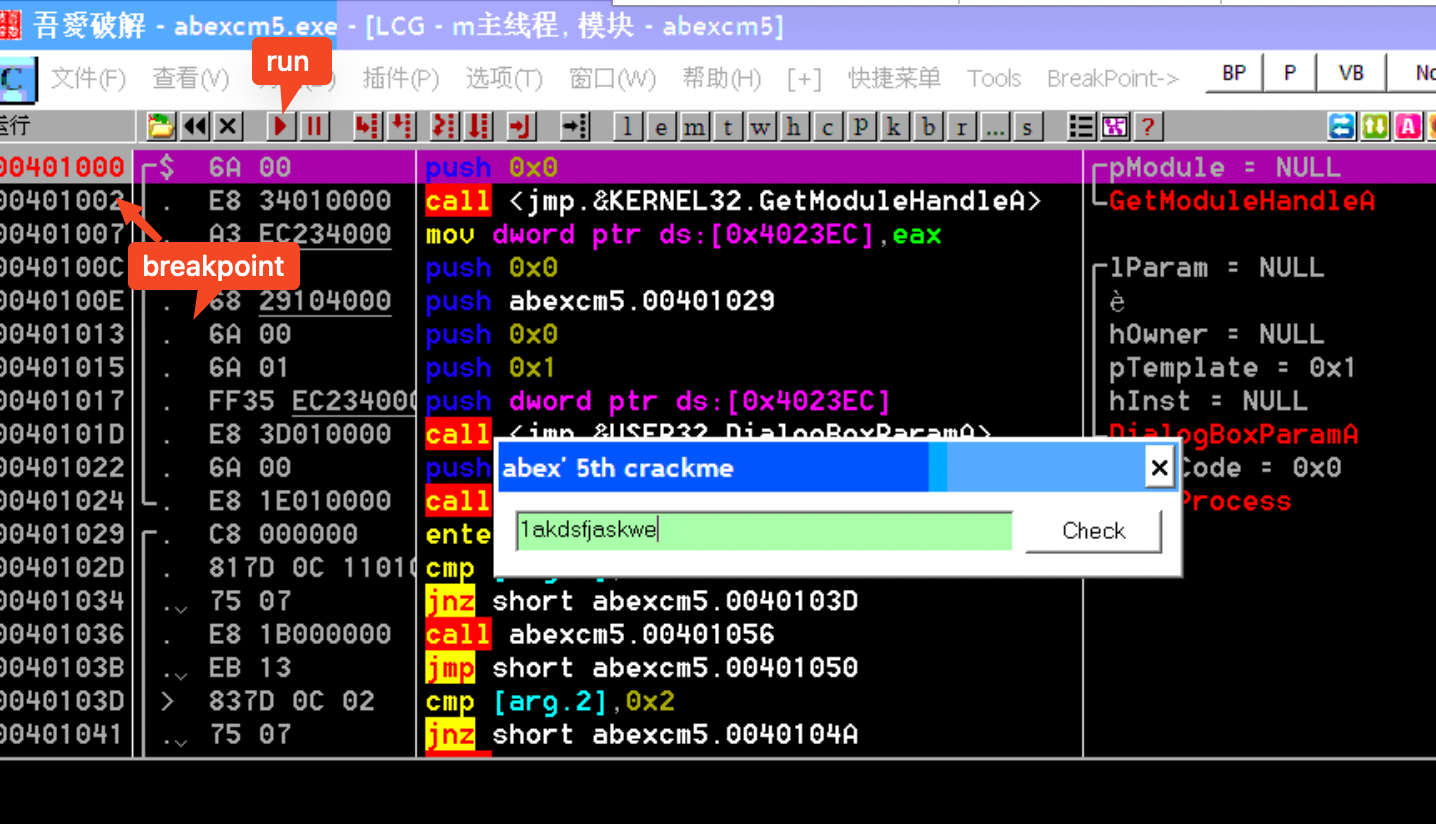 吾愛破解 - abexcm5.exe - [LCG - m主线程, 模块 - abexcm5]
run
文件(F) 查看(V) 插件(P) 选项(T) 窗口(W) 帮助(H) [+] 快捷菜单 Tools BreakPoint-> BP P VB
运行 l e m t w h c p k b r ... s ?
00401000 $ 6A 00 push 0x0 pModule = NULL
00401002 . E8 34010000 call <jmp.&KERNEL32.GetModuleHandleA> GetModuleHandleA
00401007 . A3 EC234000 mov dword ptr ds:[0x4023EC],eax
breakpoint
0040100C push 0x0 lParam = NULL
0040100E . 68 29104000 push abexcm5.00401029 è
00401013 . 6A 00 push 0x0 hOwner = NULL
00401015 . 6A 01 push 0x1 pTemplate = 0x1
00401017 . FF35 EC234000 push dword ptr ds:[0x4023EC] hInst = NULL
0040101D . E8 3D010000 call <jmp.&USER32.DialogBoxParamA> DialogBoxParamA
00401022 . 6A 00 push Code = 0x0
00401024 . E8 1E010000 call Process
abex' 5th crackme
1akdsfjaskwe
Check
00401029 . C8 000000 ente
0040102D . 817D 0C 1101 cmp
00401034 . 75 07 jnz short abexcm5.0040103D
00401036 . E8 1B000000 call abexcm5.00401056
0040103B . EB 13 jmp short abexcm5.00401050
0040103D > 837D 0C 02 cmp [arg.2],0x2
00401041 . 75 07 jnz short abexcm5.0040104A